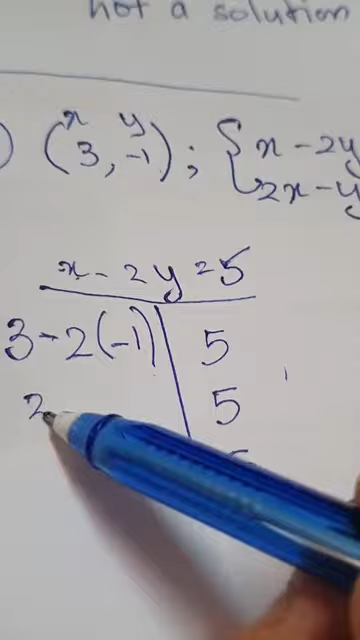 not a solution
) (3, -1) ; { x - 2y
x y
2x - y
x - 2y = 5
3 - 2(-1) | 5
5